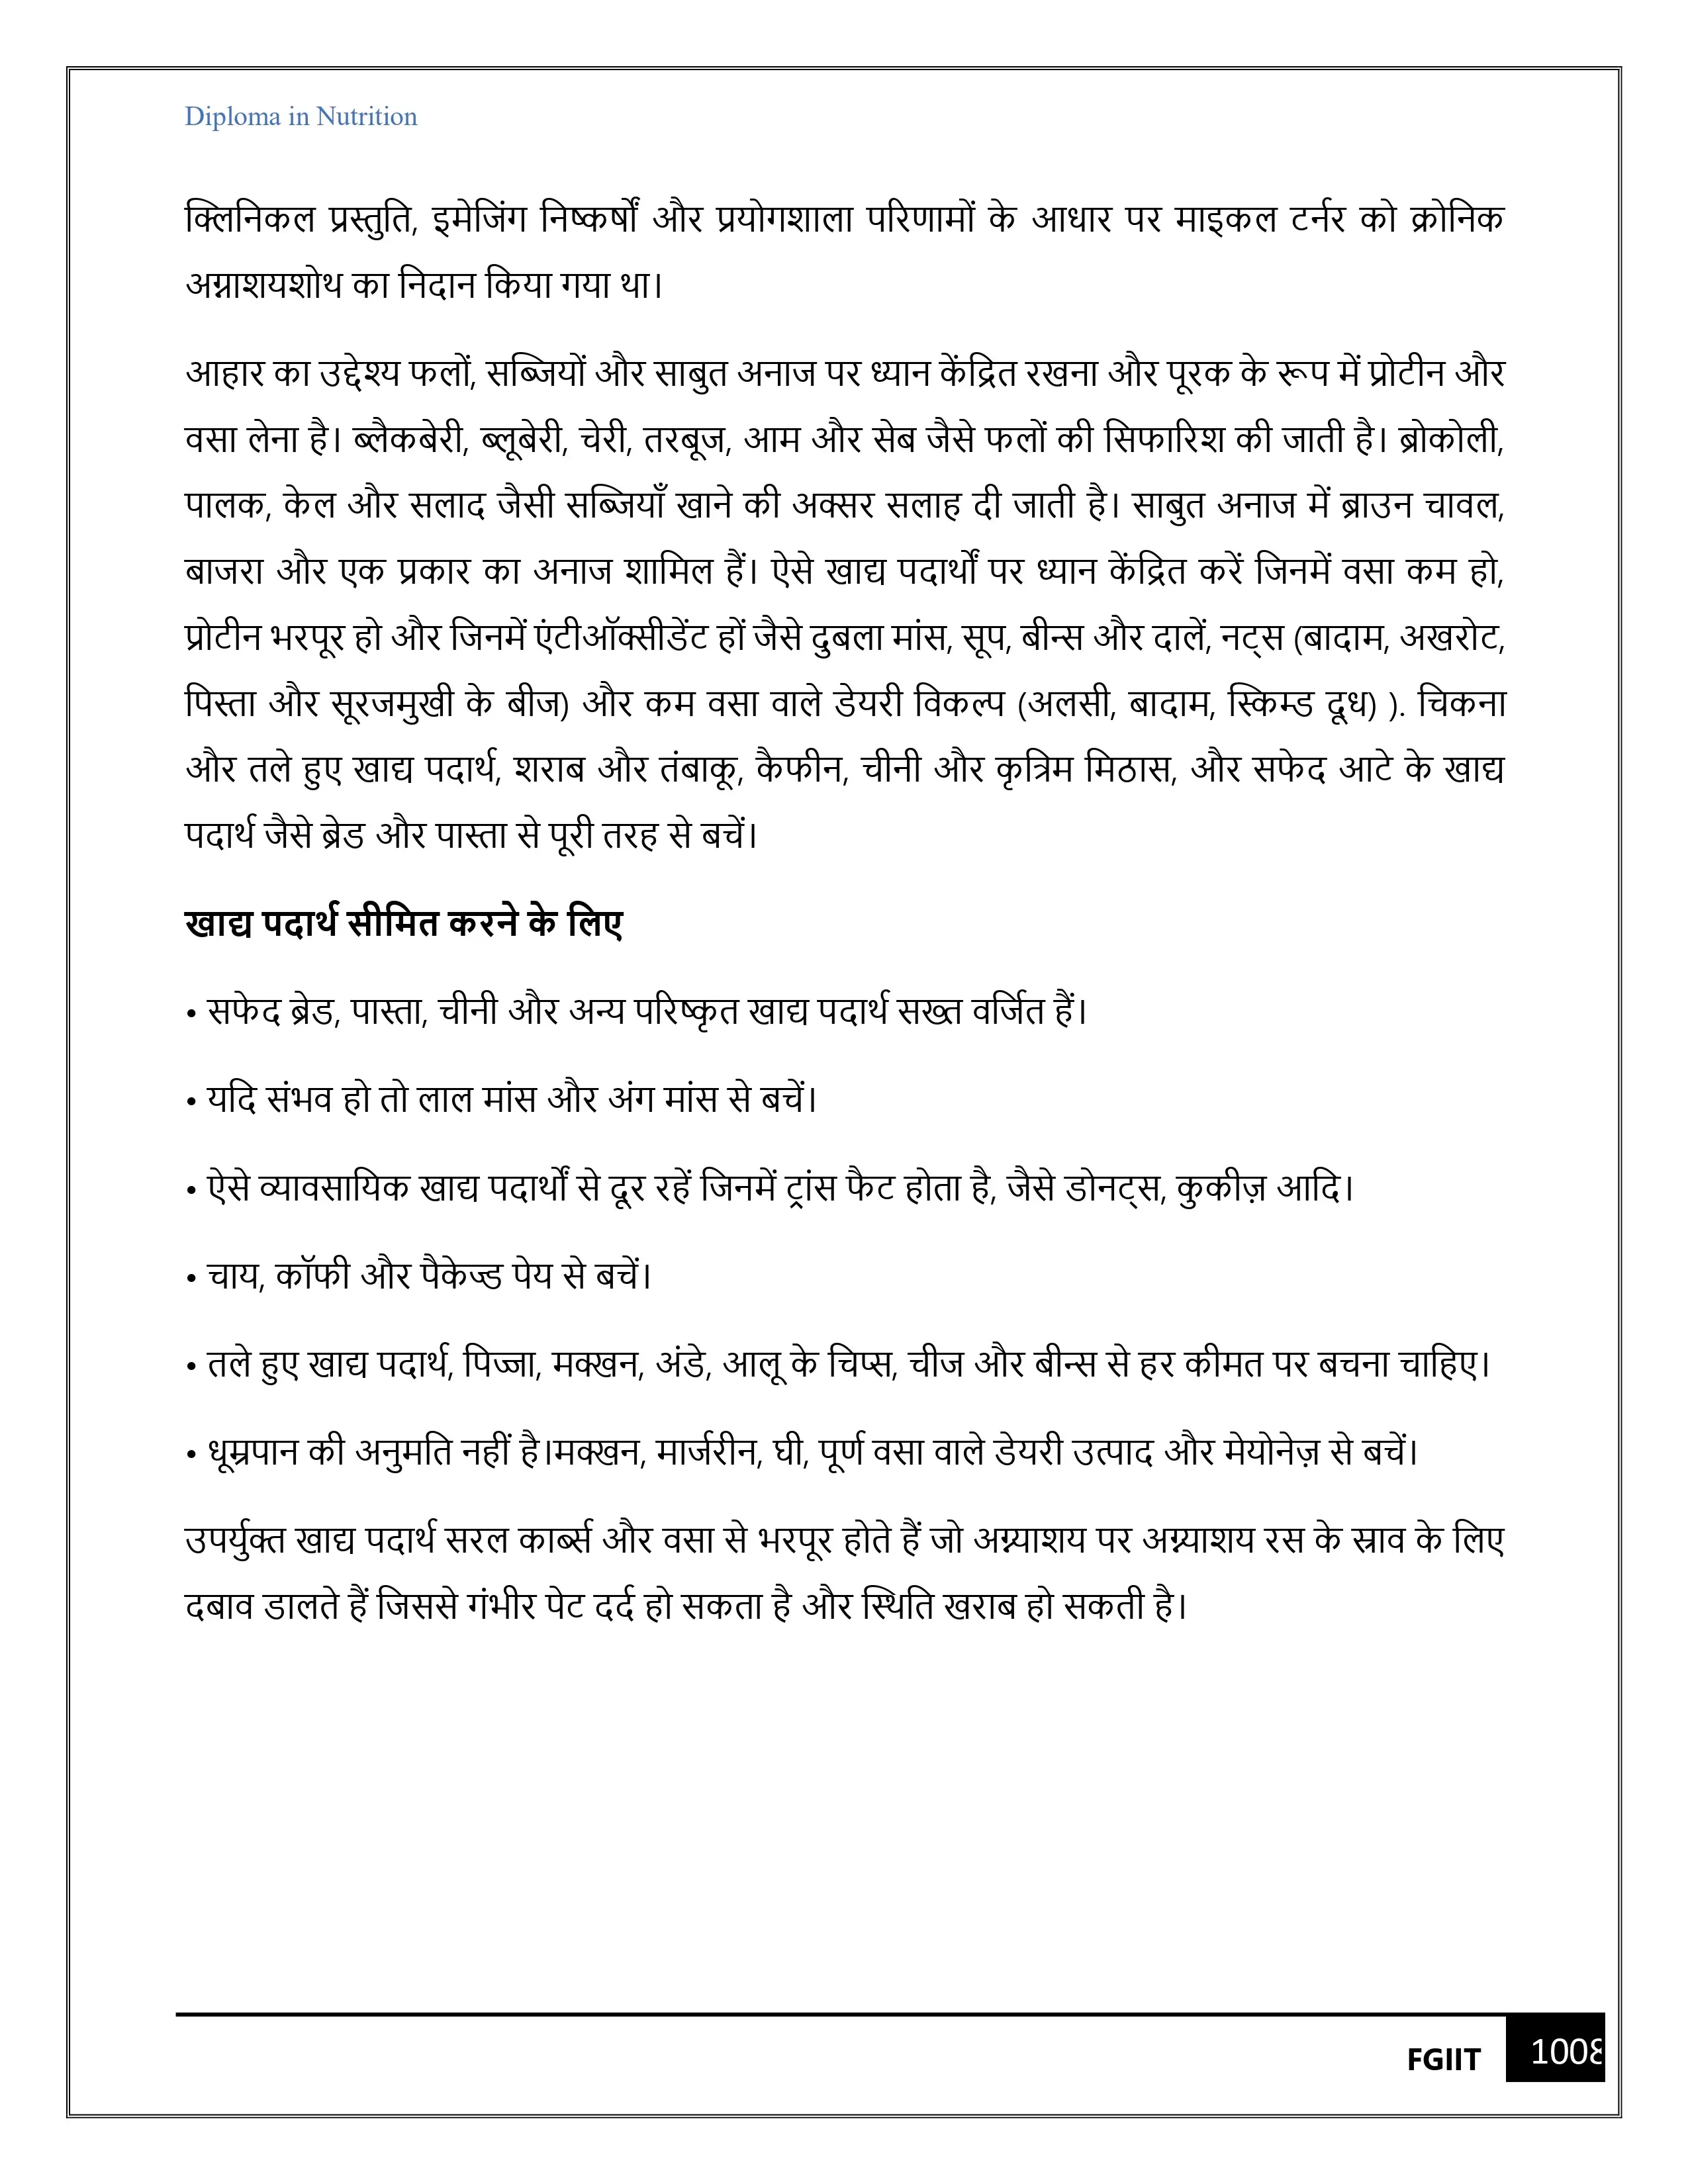 Diploma in Nutrition
क्लिनिकल प्रस्तुति, इमेजिंग निष्कर्षों और प्रयोगशाला परिणामों के आधार पर माइकल टर्नर को क्रोनिक
अग्नाशयशोथ का निदान किया गया था।
आहार का उद्देश्य फलों, सब्जियों और साबुत अनाज पर ध्यान केंद्रित रखना और पूरक के रूप में प्रोटीन और
वसा लेना है। ब्लैकबेरी, ब्लूबेरी, चेरी, तरबूज, आम और सेब जैसे फलों की सिफारिश की जाती है। ब्रोकोली,
पालक, केल और सलाद जैसी सब्जियाँ खाने की अक्सर सलाह दी जाती है। साबुत अनाज में ब्राउन चावल,
बाजरा और एक प्रकार का अनाज शामिल हैं। ऐसे खाद्य पदार्थों पर ध्यान केंद्रित करें जिनमें वसा कम हो,
प्रोटीन भरपूर हो और जिनमें एंटीऑक्सीडेंट हों जैसे दुबला मांस, सूप, बीन्स और दालें, नट्स (बादाम, अखरोट,
पिस्ता और सूरजमुखी के बीज) और कम वसा वाले डेयरी विकल्प (अलसी, बादाम, स्किम्ड दूध) ). चिकना
और तले हुए खाद्य पदार्थ, शराब और तंबाकू, कैफीन, चीनी और कृत्रिम मिठास, और सफेद आटे के खाद्य
पदार्थ जैसे ब्रेड और पास्ता से पूरी तरह से बचें।
खाद्य पदार्थ सीमित करने के लिए
• सफेद ब्रेड, पास्ता, चीनी और अन्य परिष्कृत खाद्य पदार्थ सख्त वर्जित हैं।
• यदि संभव हो तो लाल मांस और अंग मांस से बचें।
• ऐसे व्यावसायिक खाद्य पदार्थों से दूर रहें जिनमें ट्रांस फैट होता है, जैसे डोनट्स, कुकीज़ आदि।
• चाय, कॉफी और पैकेज्ड पेय से बचें।
• तले हुए खाद्य पदार्थ, पिज्जा, मक्खन, अंडे, आलू के चिप्स, चीज और बीन्स से हर कीमत पर बचना चाहिए।
• धूम्रपान की अनुमति नहीं है।मक्खन, मार्जरीन, घी, पूर्ण वसा वाले डेयरी उत्पाद और मेयोनेज़ से बचें।
उपर्युक्त खाद्य पदार्थ सरल कार्ब्स और वसा से भरपूर होते हैं जो अग्न्याशय पर अग्न्याशय रस के स्राव के लिए
दबाव डालते हैं जिससे गंभीर पेट दर्द हो सकता है और स्थिति खराब हो सकती है।
FGIIT 1008